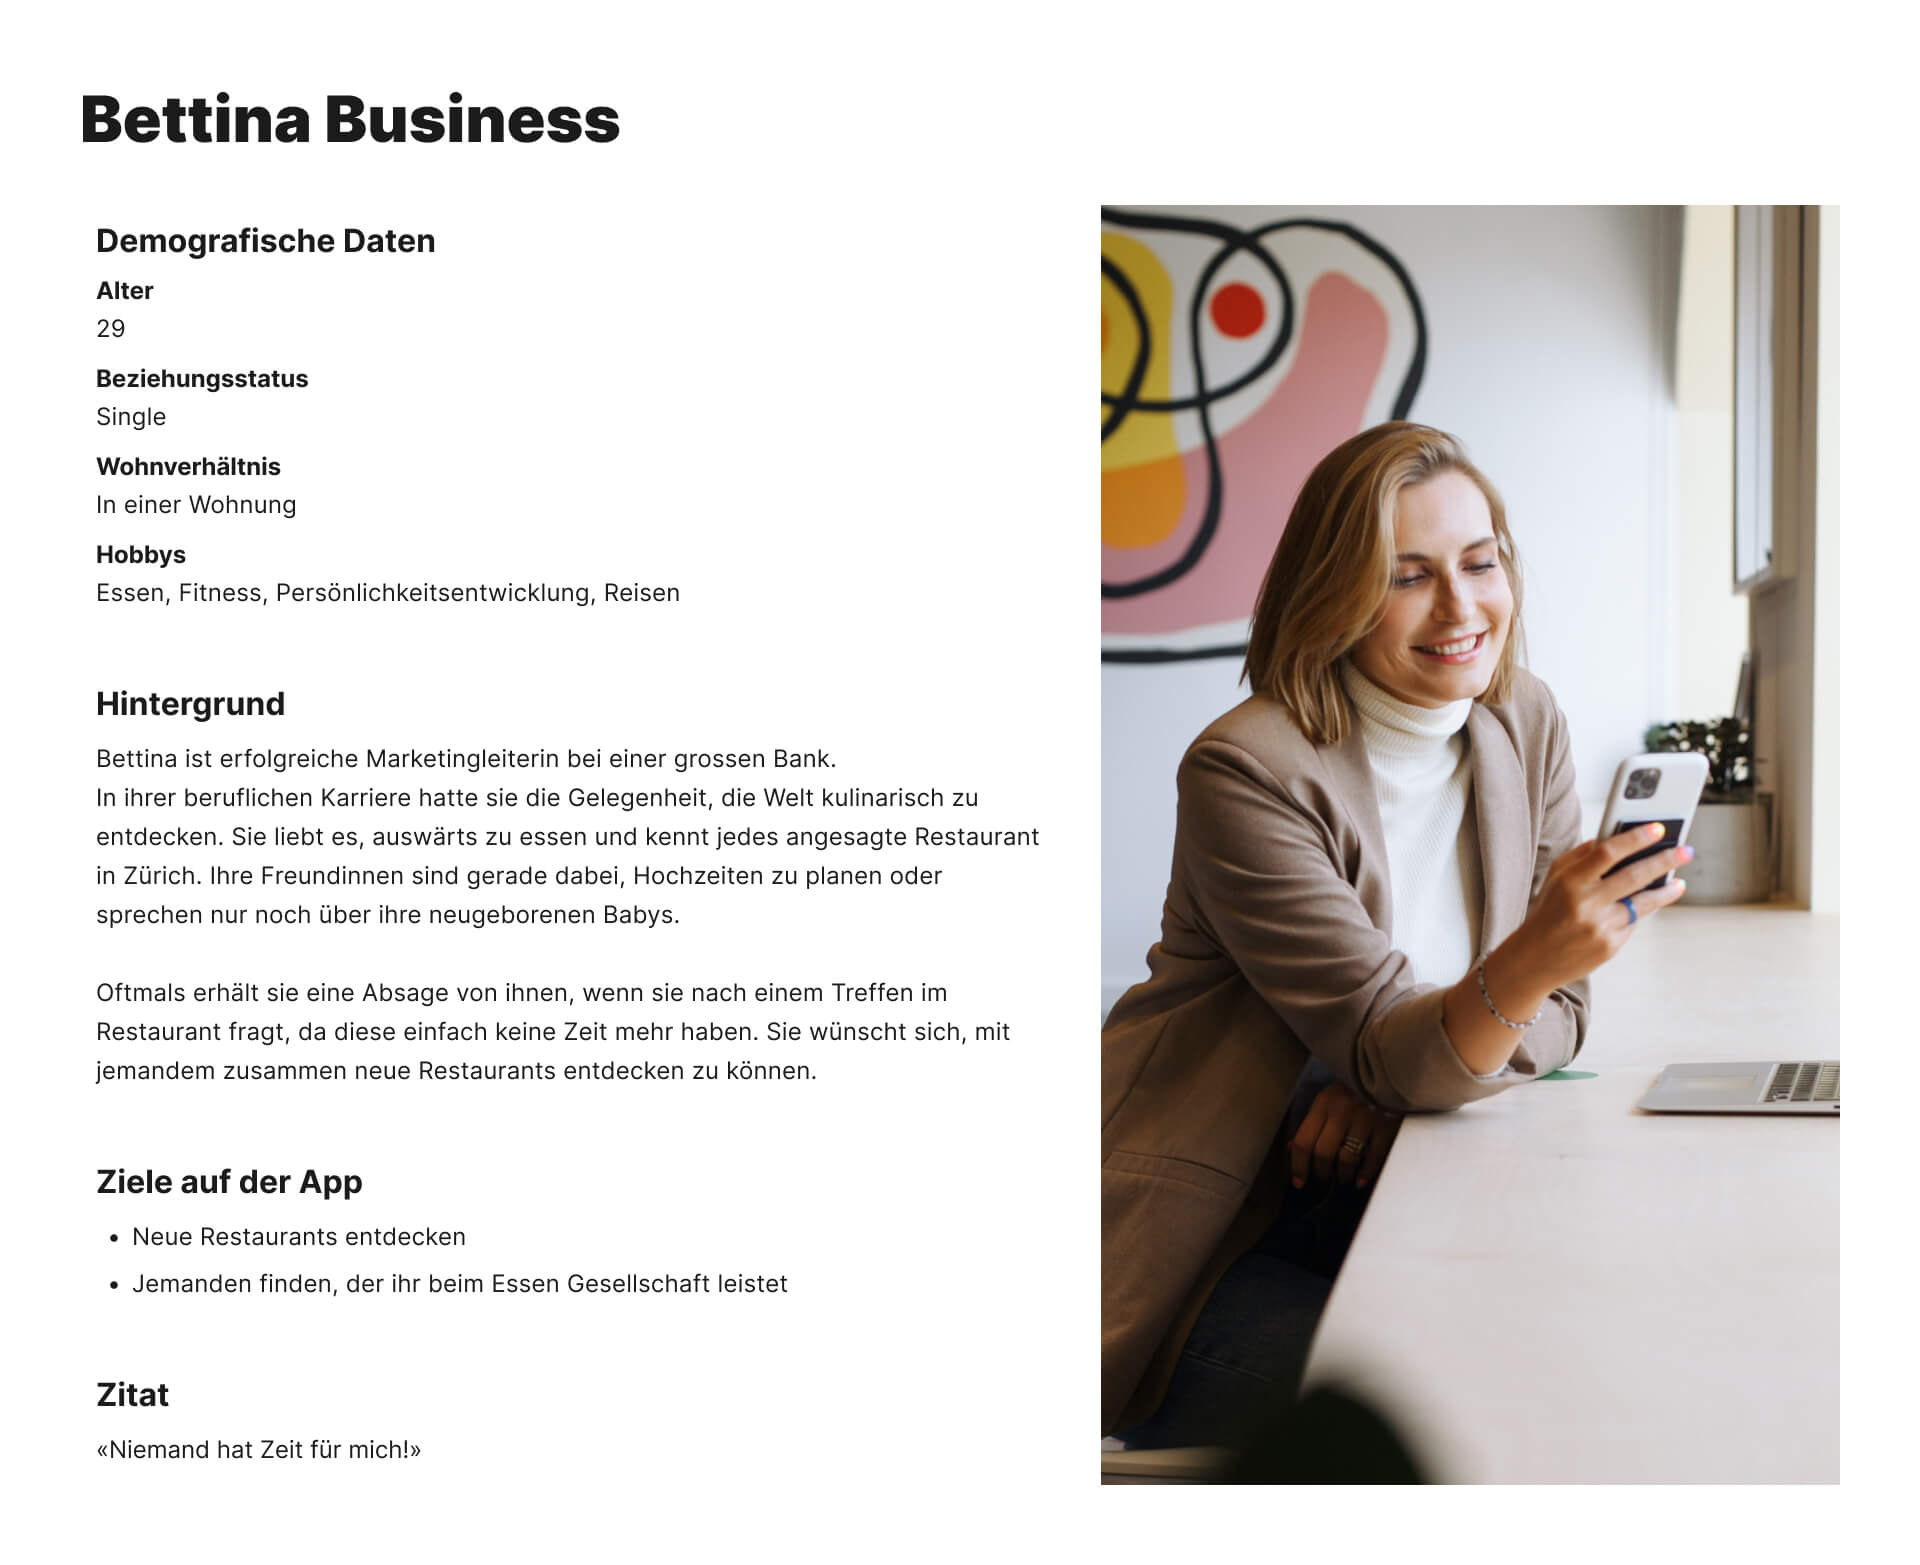 Bettina Business
Demografische Daten
Alter
29
Beziehungsstatus
Single
Wohnverhältnis
In einer Wohnung
Hobbys
Essen, Fitness, Persönlichkeitsentwicklung, Reisen
Hintergrund
Bettina ist erfolgreiche Marketingleiterin bei einer grossen Bank.
In ihrer beruflichen Karriere hatte sie die Gelegenheit, die Welt kulinarisch zu
entdecken. Sie liebt es, auswärts zu essen und kennt jedes angesagte Restaurant
in Zürich. Ihre Freundinnen sind gerade dabei, Hochzeiten zu planen oder
sprechen nur noch über ihre neugeborenen Babys.
Oftmals erhält sie eine Absage von ihnen, wenn sie nach einem Treffen im
Restaurant fragt, da diese einfach keine Zeit mehr haben. Sie wünscht sich, mit
jemandem zusammen neue Restaurants entdecken zu können.
Ziele auf der App
• Neue Restaurants entdecken
• Jemanden finden, der ihr beim Essen Gesellschaft leistet
Zitat
«Niemand hat Zeit für mich!»